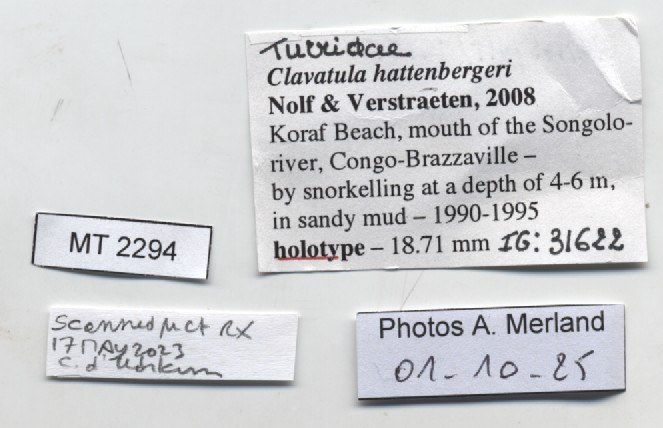 Turridae
Clavatula hattenbergeri
Nolf & Verstraeten, 2008
Koraf Beach, mouth of the Songolo-
river, Congo-Brazzaville –
by snorkelling at a depth of 4-6 m,
in sandy mud – 1990-1995
holotype – 18.71 mm IG: 31622
MT 2294
Scanned µct RX
17 MAY 2023
C. d'
Photos A. Merland
01-10-25